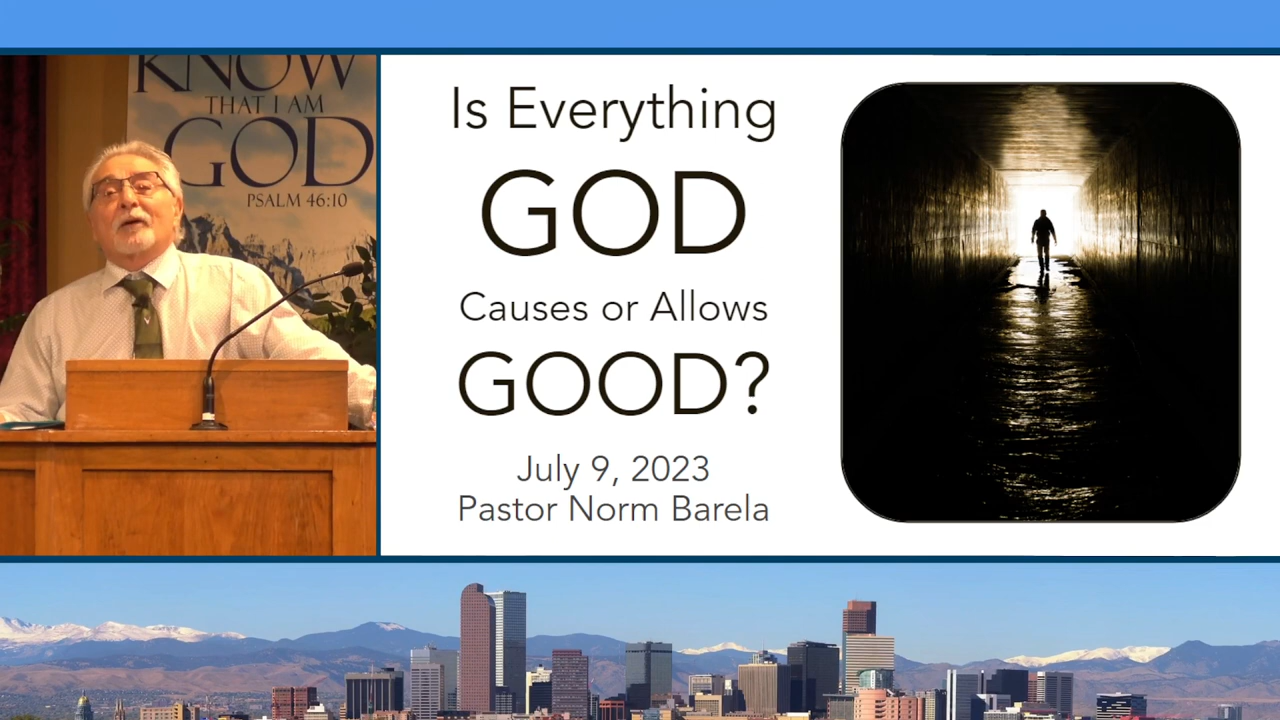 KNOW
THAT I AM
GOD
PSALM 46:10
Is Everything
GOD
Causes or Allows
GOOD?
July 9, 2023
Pastor Norm Barela